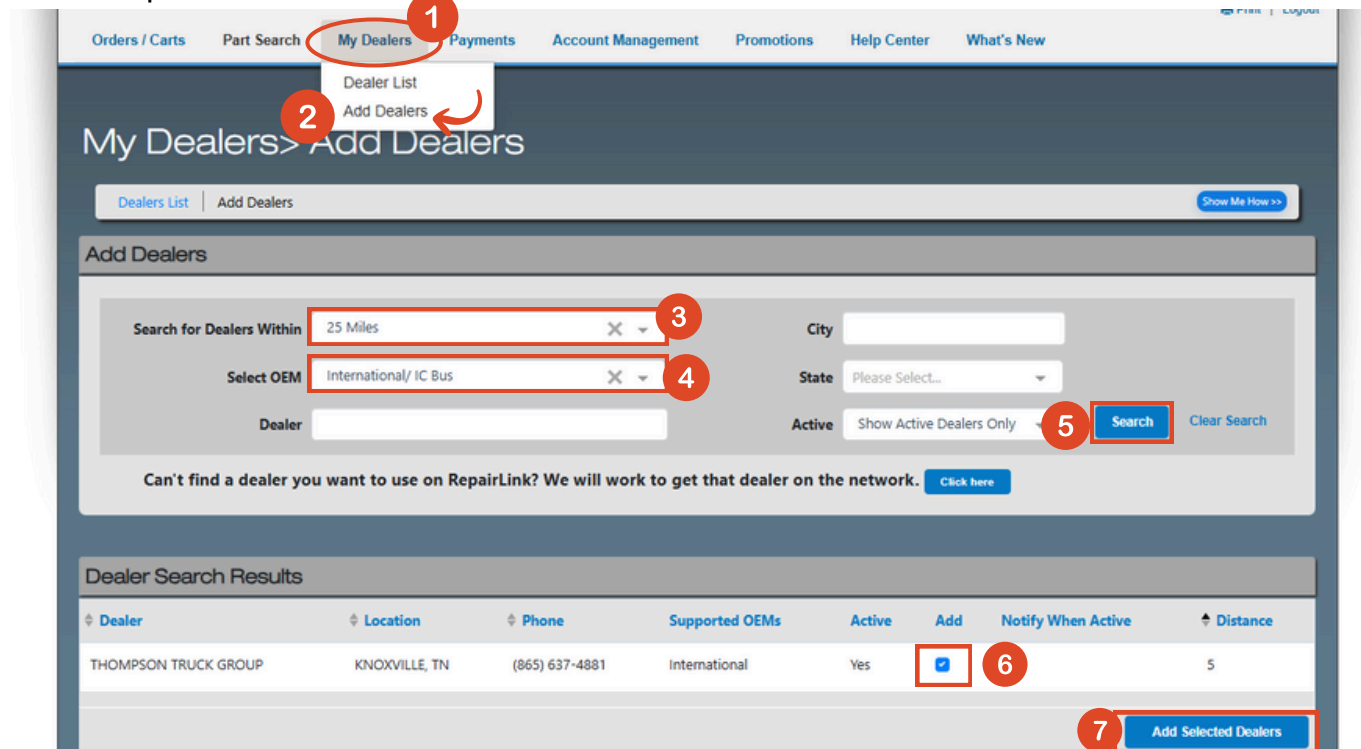 Print | Logout
1
Orders / Carts Part Search My Dealers Payments Account Management Promotions Help Center What's New
Dealer List
2 Add Dealers
My Dealers> Add Dealers
Dealers List | Add Dealers Show Me How >>
Add Dealers
Search for Dealers Within 25 Miles 3 City
Select OEM International/ IC Bus 4 State Please Select...
Dealer Active Show Active Dealers Only 5 Search Clear Search
Can't find a dealer you want to use on RepairLink? We will work to get that dealer on the network. Click here
Dealer Search Results
Dealer Location Phone Supported OEMs Active Add Notify When Active Distance
THOMPSON TRUCK GROUP KNOXVILLE, TN (865) 637-4881 International Yes 6 5
7 Add Selected Dealers